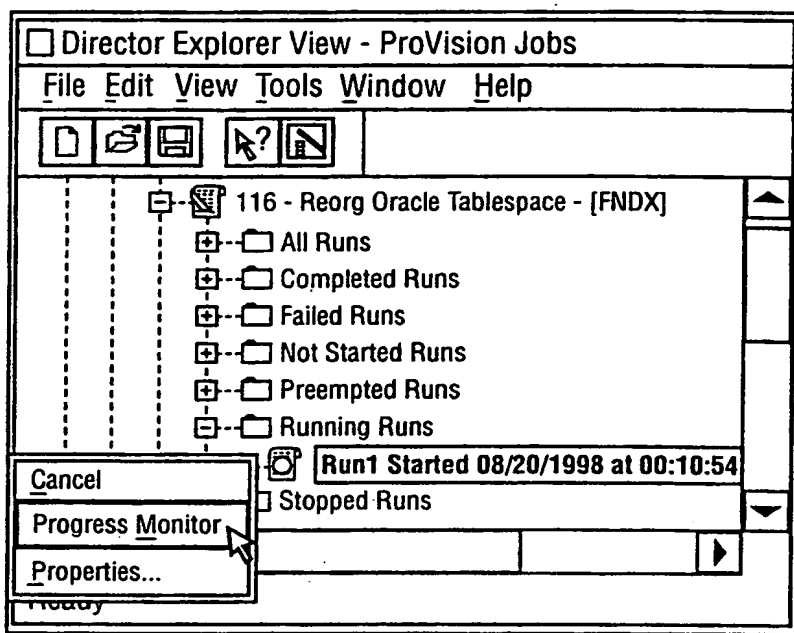 Director Explorer View - ProVision Jobs
File Edit View Tools Window Help
116 - Reorg Oracle Tablespace - [FNDX]
All Runs
Completed Runs
Failed Runs
Not Started Runs
Preempted Runs
Running Runs
Run1 Started 08/20/1998 at 00:10:54
Stopped Runs
Cancel
Progress Monitor
Properties...
Ready